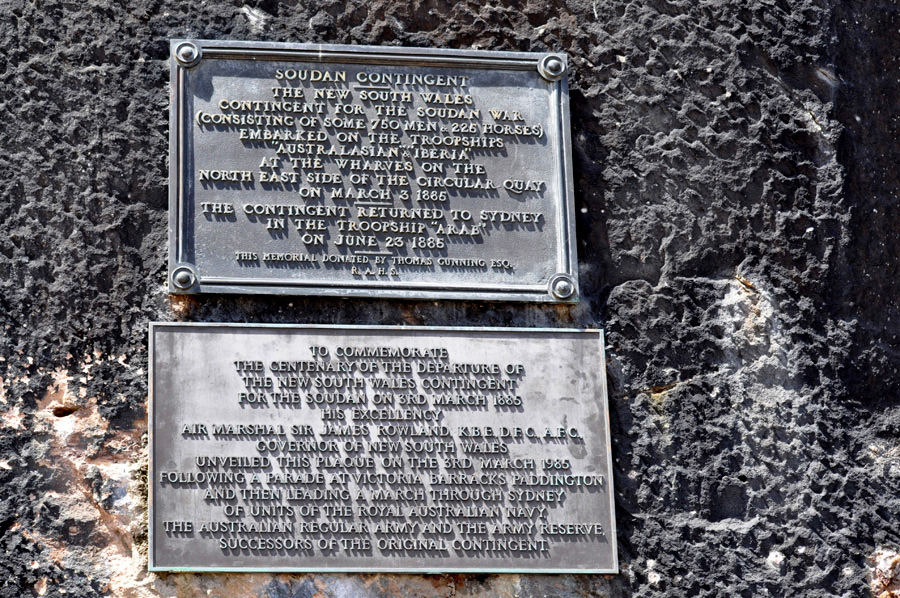 SOUDAN CONTINGENT
THE NEW SOUTH WALES
CONTINGENT FOR THE SOUDAN WAR
(CONSISTING OF SOME 750 MEN & 225 HORSES)
EMBARKED ON THE TROOPSHIPS
"AUSTRALASIAN" & "IBERIA"
AT THE WHARVES ON THE
NORTH EAST SIDE OF THE CIRCULAR QUAY
ON MARCH 3 1885
THE CONTINGENT RETURNED TO SYDNEY
IN THE TROOPSHIP "ARAB"
ON JUNE 23 1885
THIS MEMORIAL DONATED BY THOMAS GUNNING ESQ.
R.A.H.S.
TO COMMEMORATE
THE CENTENARY OF THE DEPARTURE OF
THE NEW SOUTH WALES CONTINGENT
FOR THE SOUDAN ON 3RD MARCH 1885
HIS EXCELLENCY
AIR MARSHAL SIR JAMES ROWLAND, K.B.E., D.F.C., A.F.C.,
GOVERNOR OF NEW SOUTH WALES
UNVEILED THIS PLAQUE ON THE 3RD MARCH 1985
FOLLOWING A PARADE AT VICTORIA BARRACKS PADDINGTON
AND THEN LEADING A MARCH THROUGH SYDNEY
OF UNITS OF THE ROYAL AUSTRALIAN NAVY,
THE AUSTRALIAN REGULAR ARMY AND THE ARMY RESERVE,
SUCCESSORS OF THE ORIGINAL CONTINGENT.